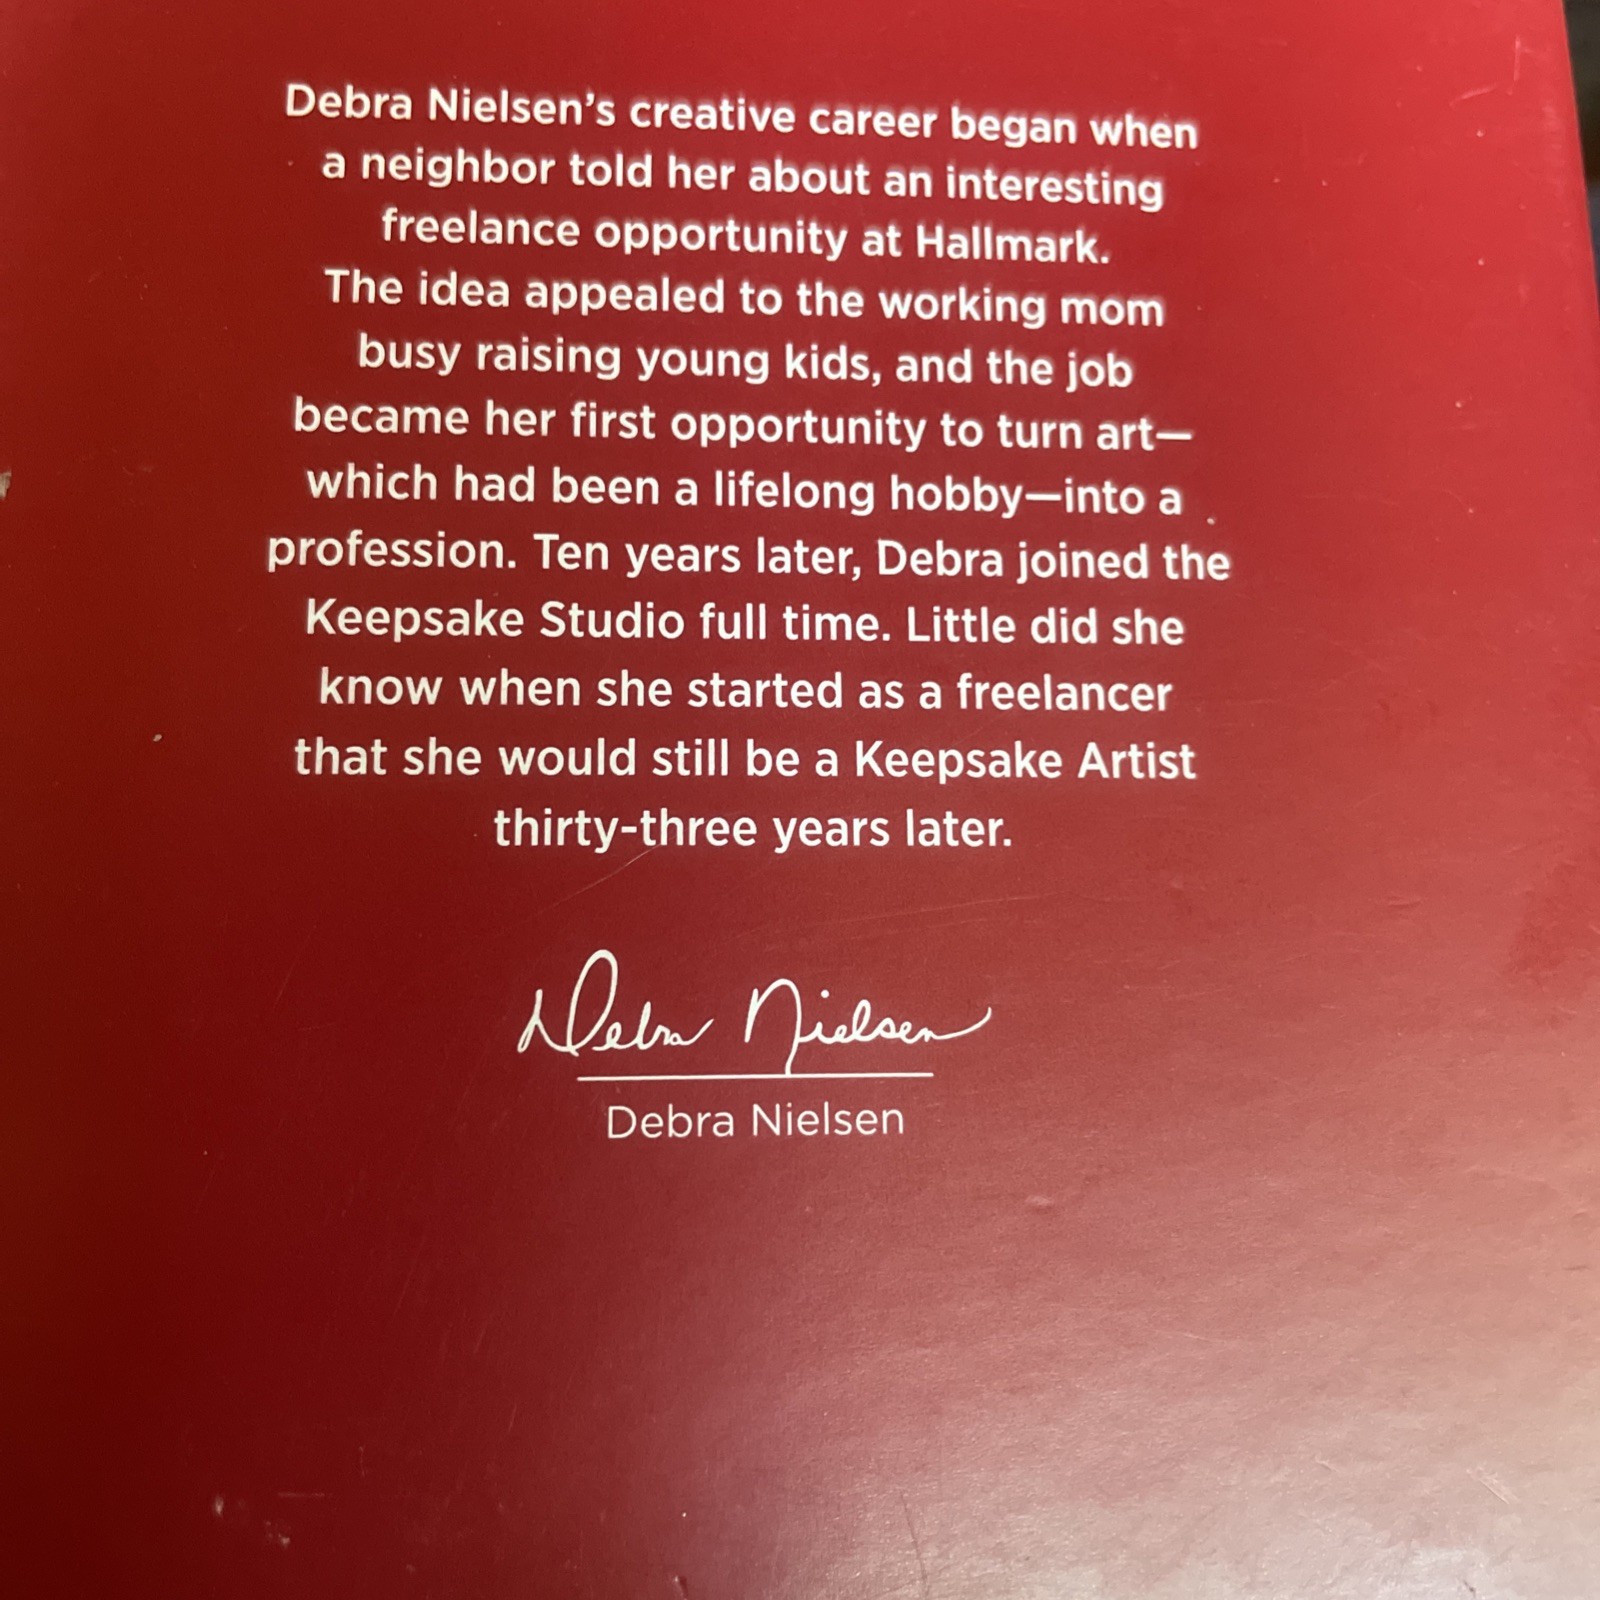 Debra Nielsen’s creative career began when
a neighbor told her about an interesting
freelance opportunity at Hallmark.
The idea appealed to the working mom
busy raising young kids, and the job
became her first opportunity to turn art—
which had been a lifelong hobby—into a
profession. Ten years later, Debra joined the
Keepsake Studio full time. Little did she
know when she started as a freelancer
that she would still be a Keepsake Artist
thirty-three years later.
Debra Nielsen
Debra Nielsen